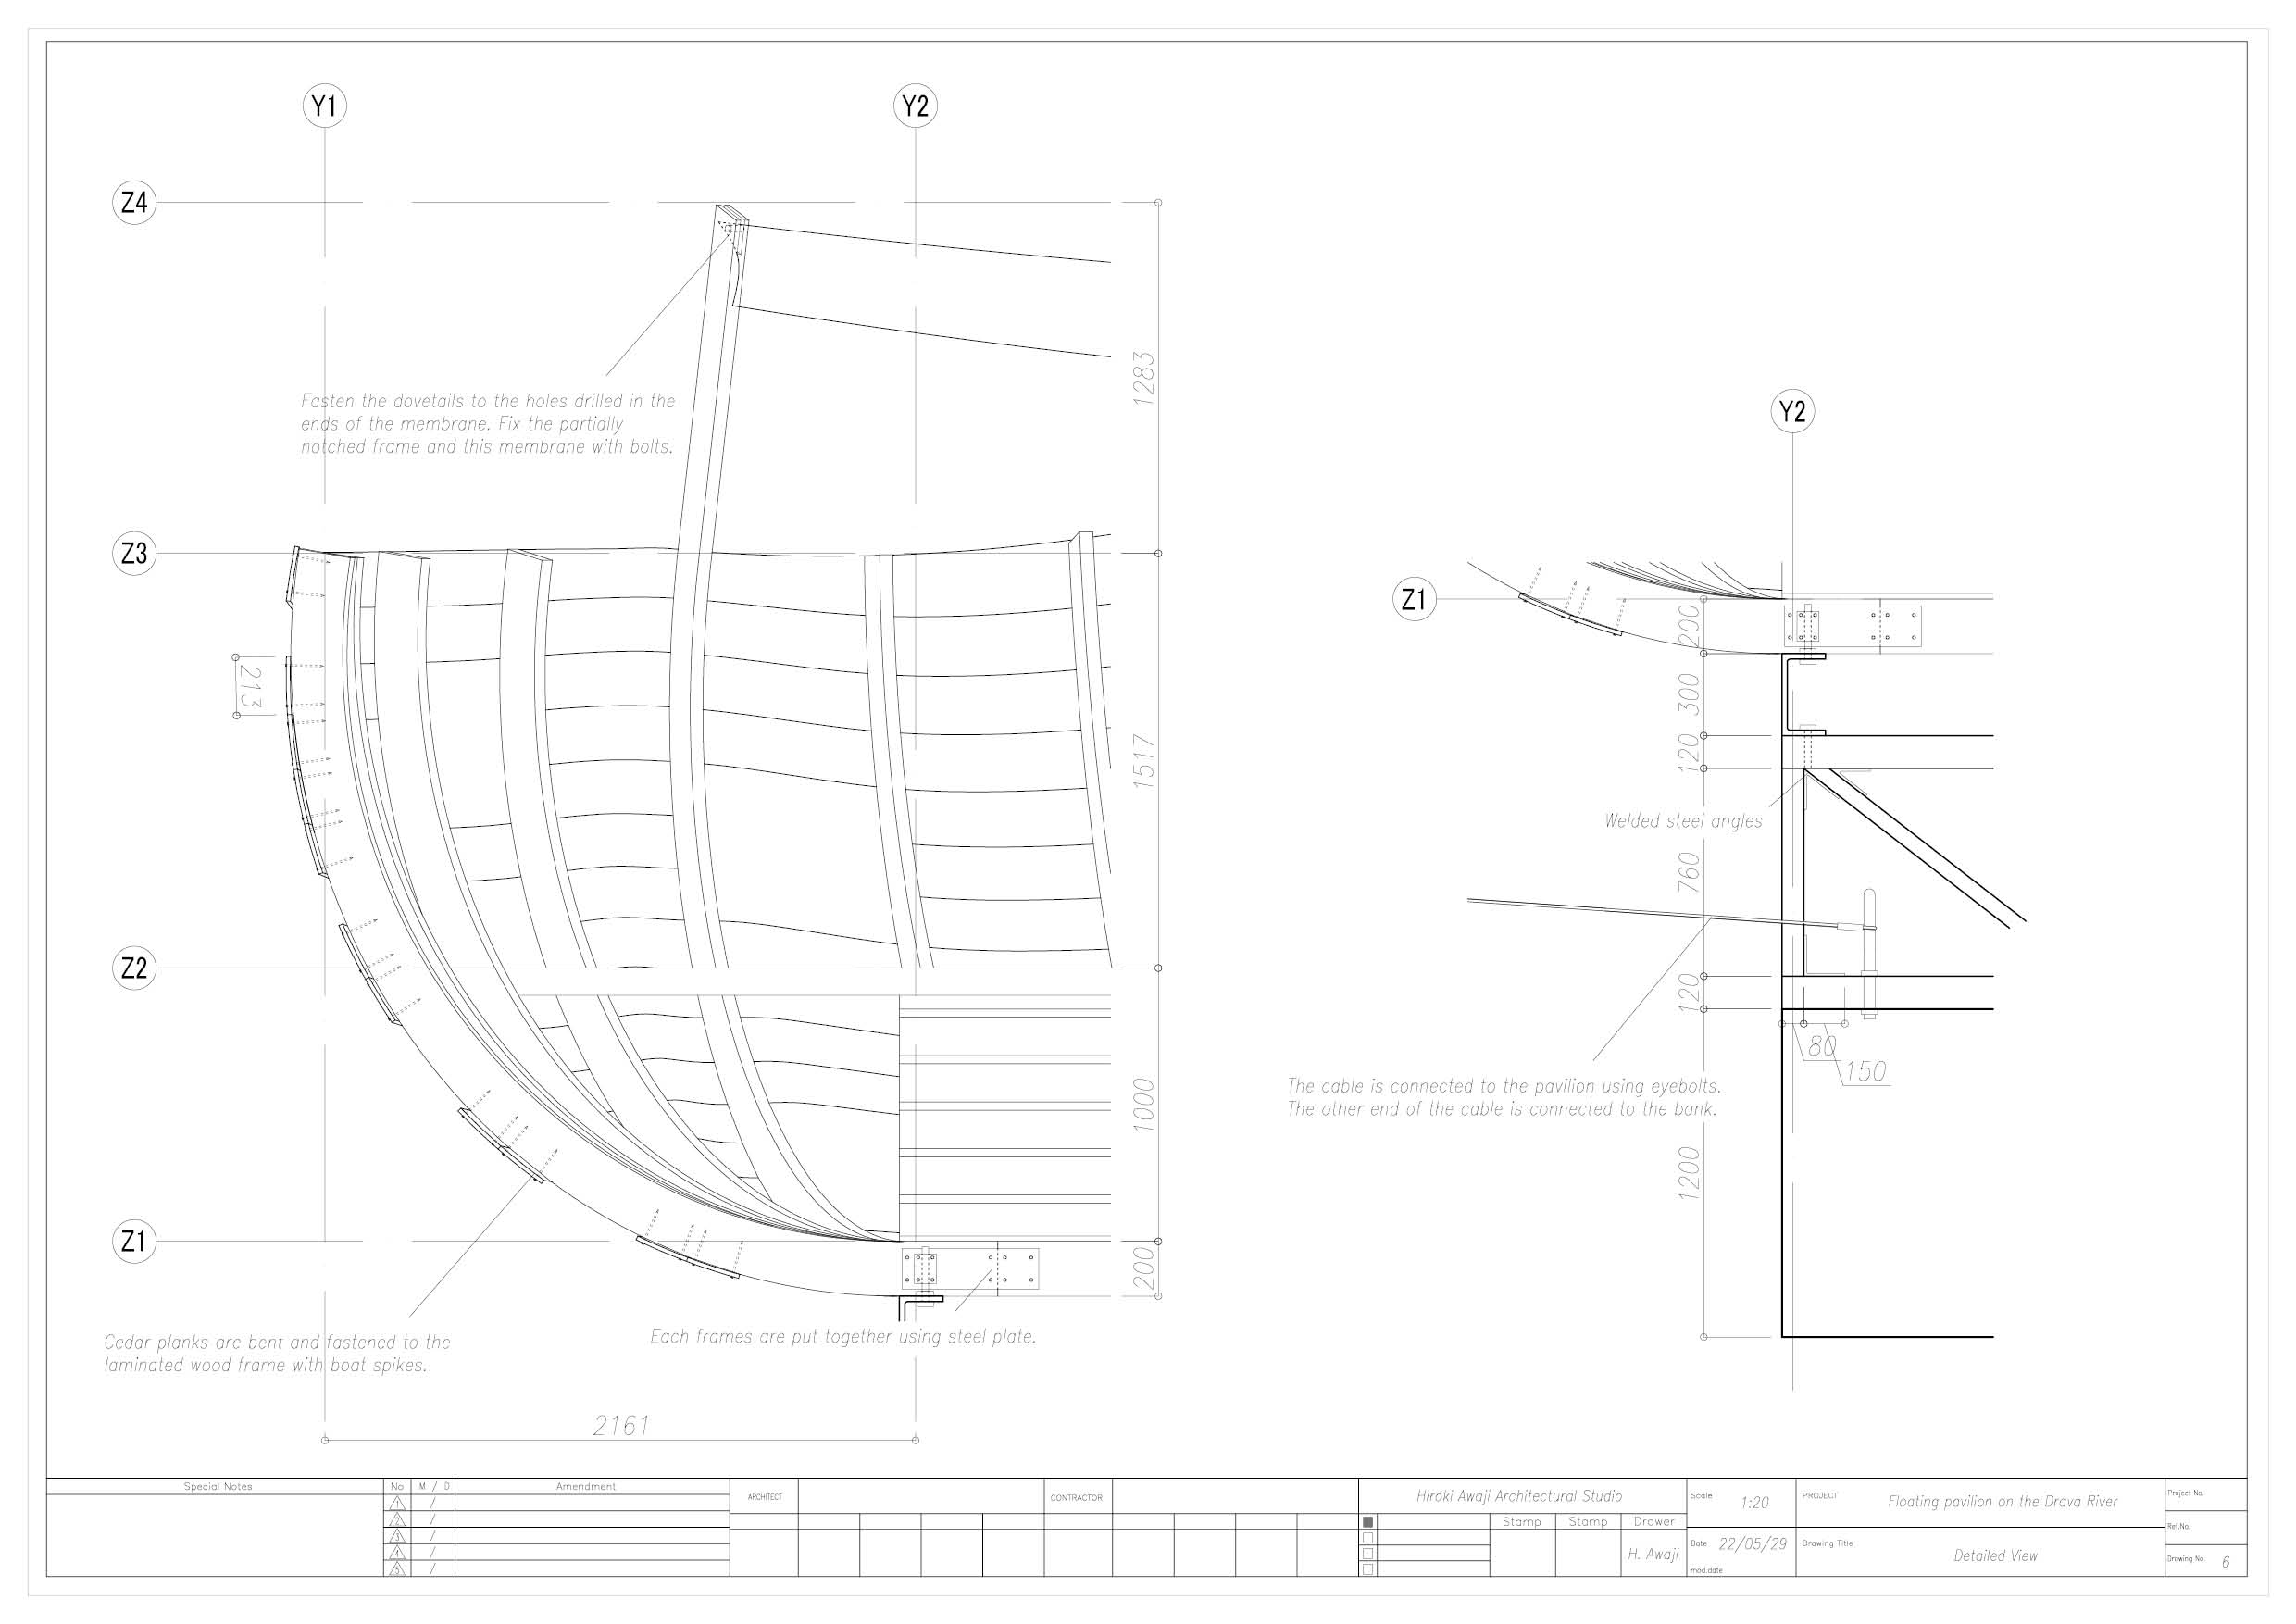 Y1
Y2
Z4
1283
Fasten the dovetails to the holes drilled in the
ends of the membrane. Fix the partially
notched frame and this membrane with bolts.
Z3
213
1517
Z2
1000
Z1
200
Cedar planks are bent and fastened to the
laminated wood frame with boat spikes.
Each frames are put together using steel plate.
2161
Y2
Z1
200
300
120
Welded steel angles
760
120
80
150
The cable is connected to the pavilion using eyebolts.
The other end of the cable is connected to the bank.
1200
Special Notes
No
M / D
Amendment
1 /
2 /
3 /
4 /
5 /
ARCHITECT
CONTRACTOR
Hiroki Awaji Architectural Studio
Stamp
Stamp
Drawer
H. Awaji
Scale
1:20
Date
22/05/29
mod.date
PROJECT
Floating pavilion on the Drava River
Drawing Title
Detailed View
Project No.
Ref.No.
Drawing No.
6